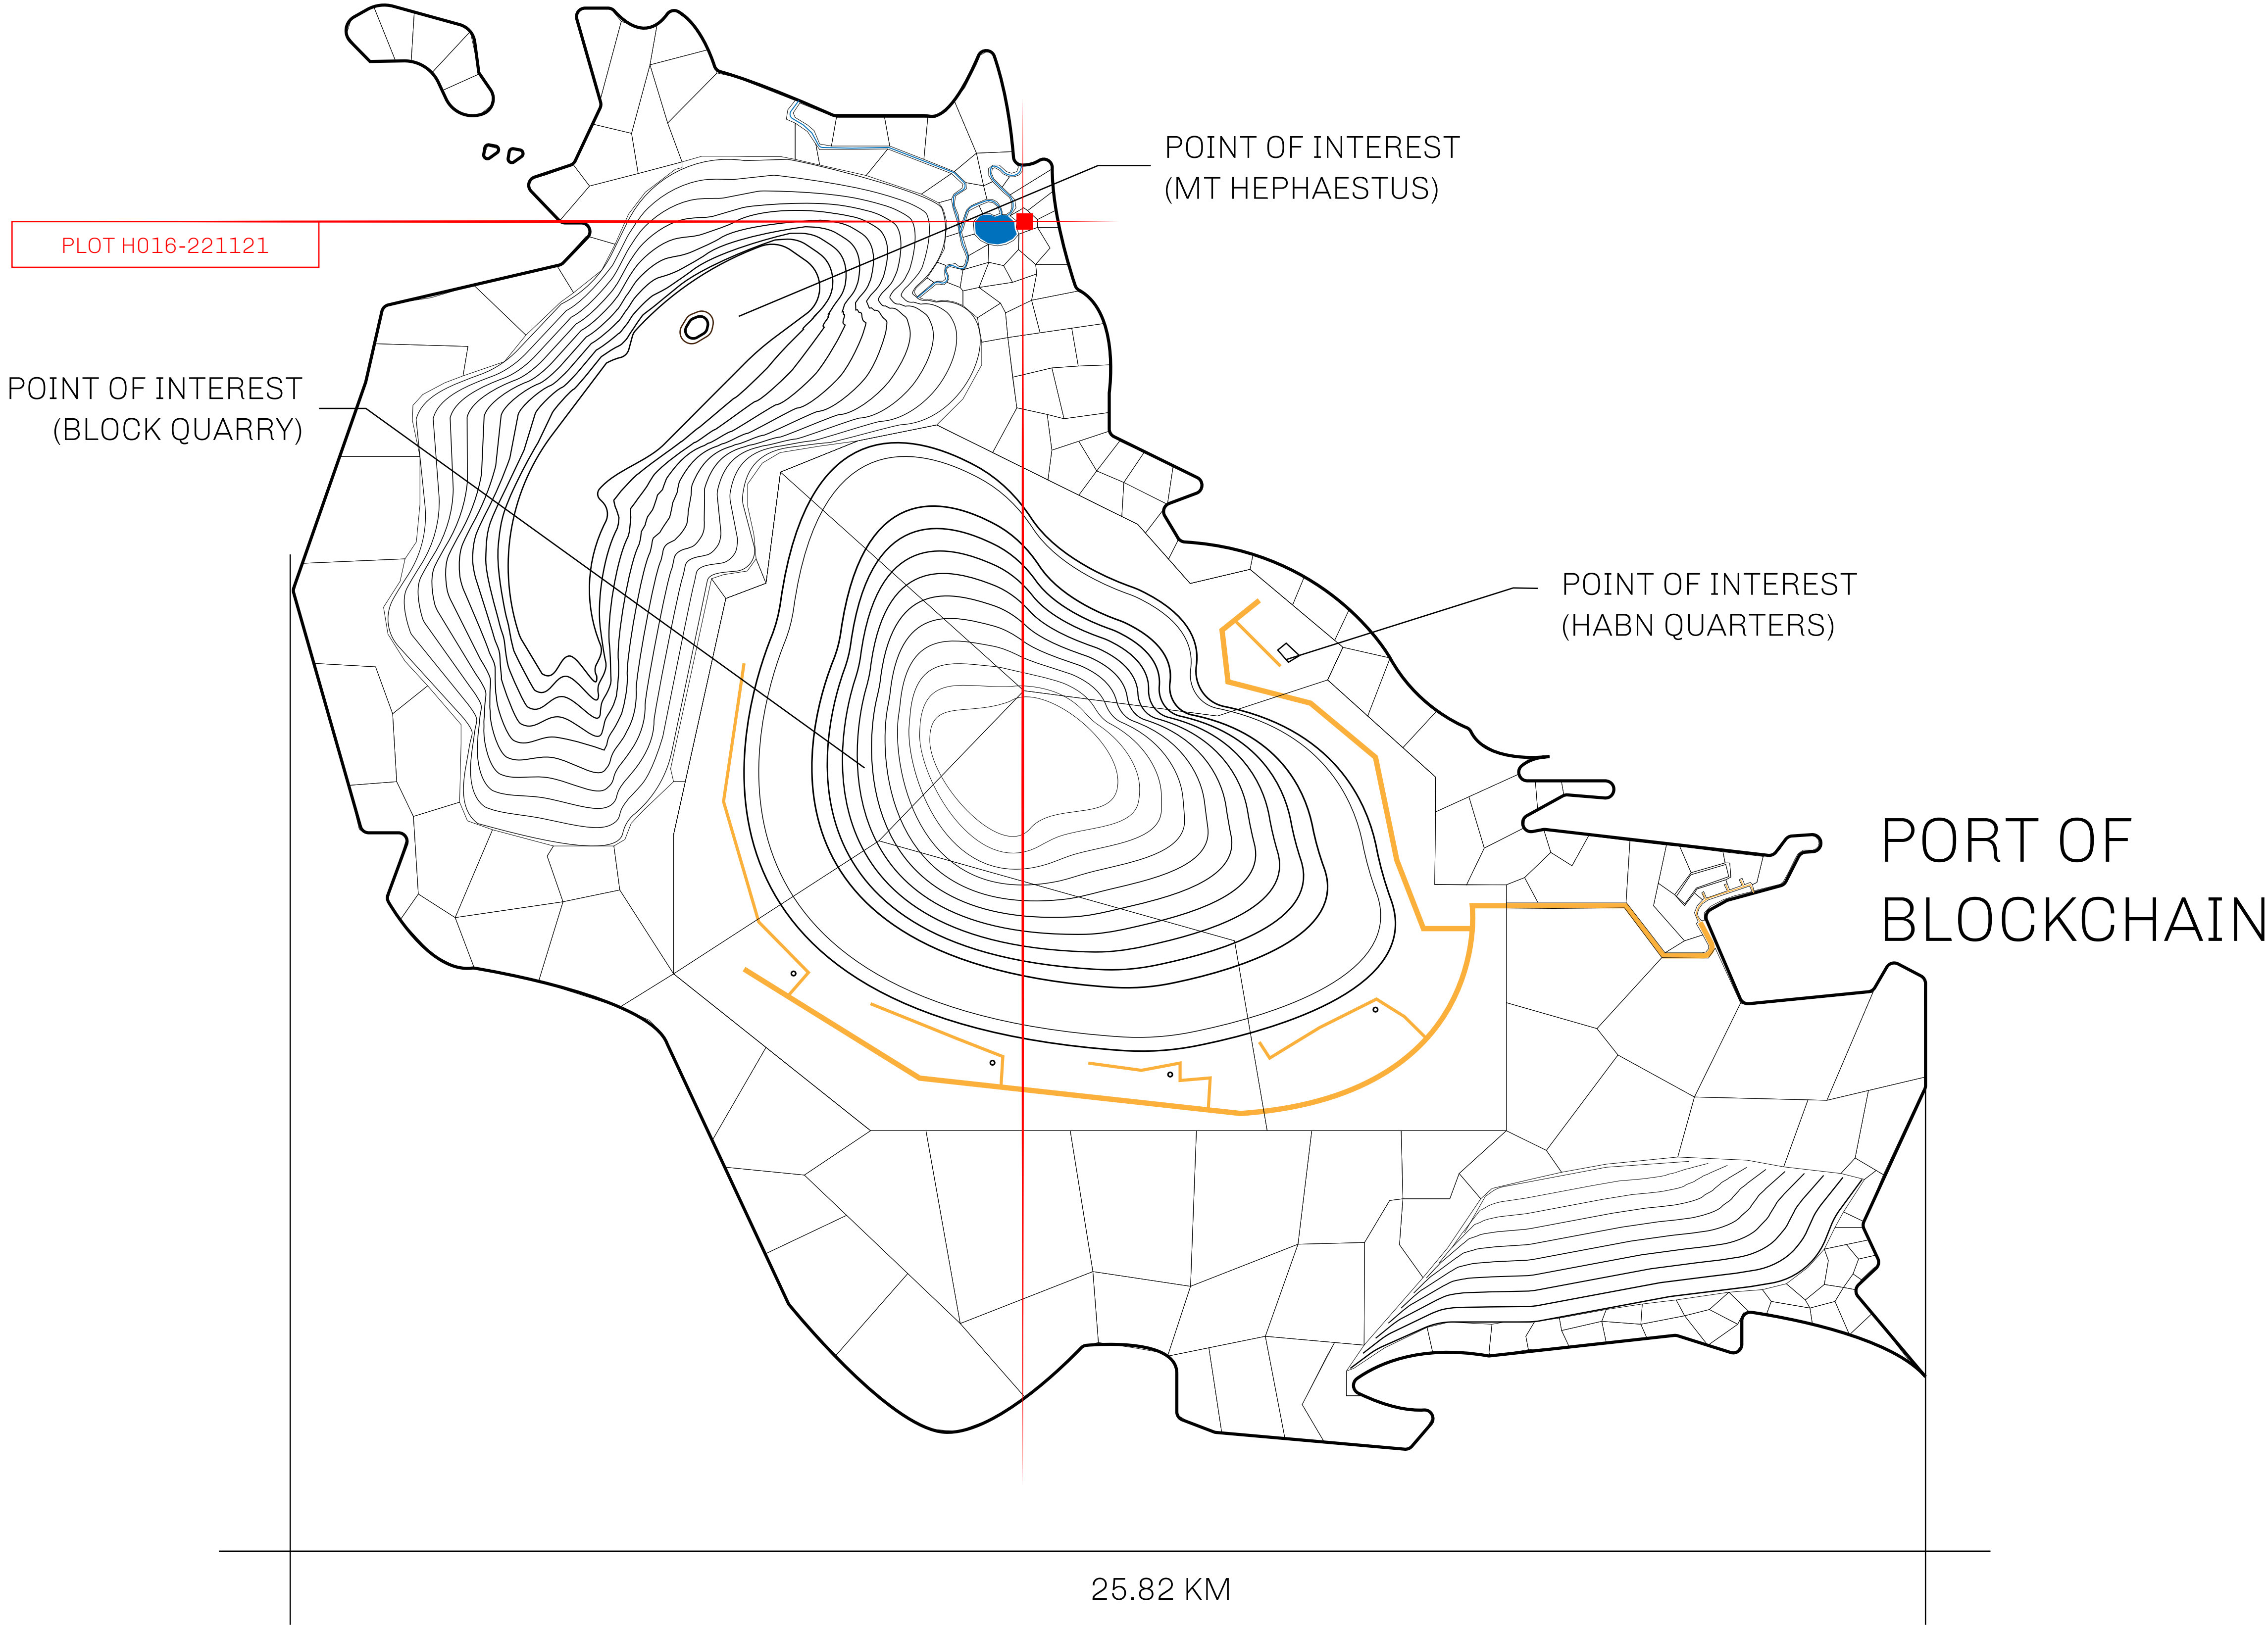 POINT OF INTEREST
(MT HEPHAESTUS)
PLOT H016-221121
POINT OF INTEREST
(BLOCK QUARRY)
POINT OF INTEREST
(HABN QUARTERS)
PORT OF
BLOCKCHAIN
25.82 KM